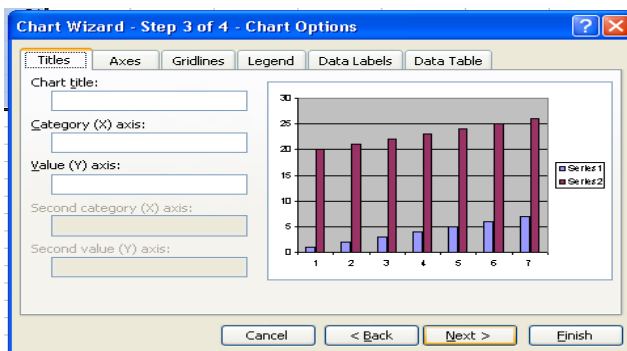 Chart Wizard - Step 3 of 4 - Chart Options
Titles Axes Gridlines Legend Data Labels Data Table
Chart title:
Category (X) axis:
Value (Y) axis:
Second category (X) axis:
Second value (Y) axis:
30
25
20
15
10
5
0
1 2 3 4 5 6 7
Series1
Series2
Cancel < Back Next > Finish